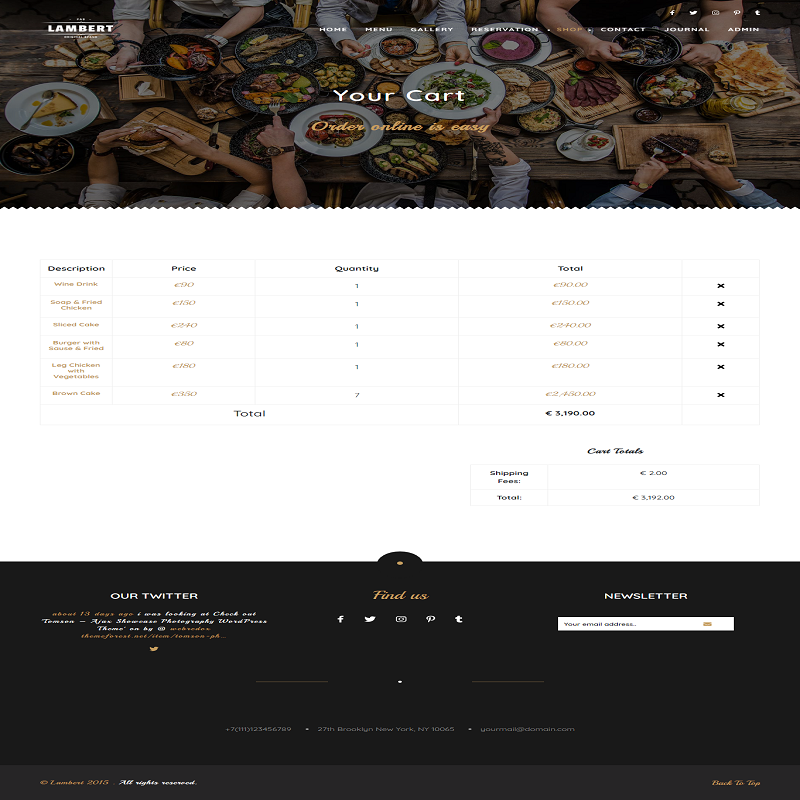 LAMBERT
HOME MENU GALLERY RESERVATION SHOP CONTACT JOURNAL ADMIN
Your Cart
Order online is easy
Description Price Quantity Total
Wine Drink €90 1 €90.00 ×
Soap & Fried
Chicken €150 1 €150.00 ×
Sliced Cake €240 1 €240.00 ×
Burger with
Sause & Fried €80 1 €80.00 ×
Leg Chicken
with
Vegetables €180 1 €180.00 ×
Brown Cake €350 7 €2,450.00 ×
Total € 3,190.00
Cart Totals
Shipping
Fees: € 2.00
Total: € 3,192.00
OUR TWITTER
about 13 days ago i was looking at Check out
Tomson – Ajax Showcase Photography WordPress
Theme' on by @ webredox
themeforest.net/item/tomson-ph…
Find us
NEWSLETTER
Your email address..
+7(111)123456789 • 27th Brooklyn New York, NY 10065 • yourmail@domain.com
© Lambert 2015 . All rights reserved.
Back To Top